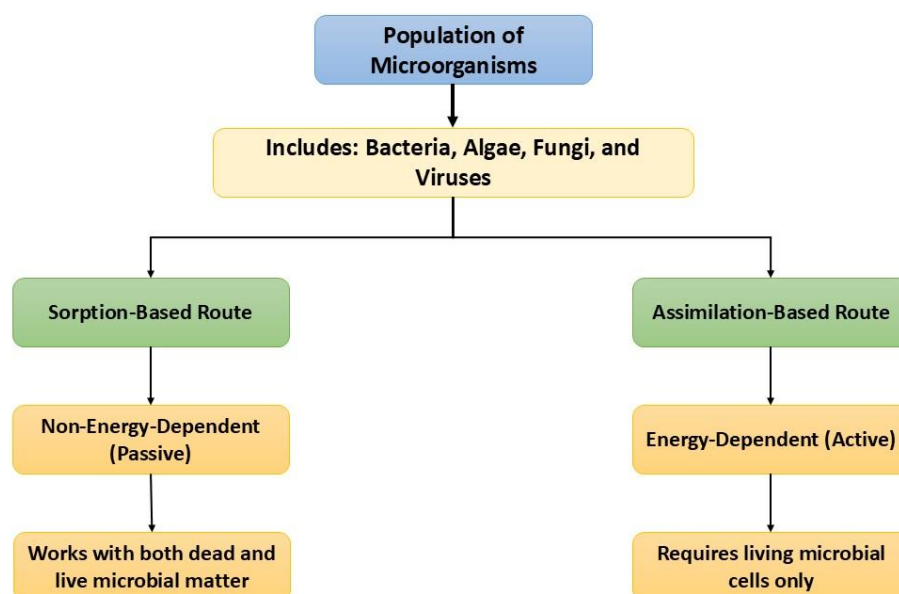 Population of
Microorganisms
Includes: Bacteria, Algae, Fungi, and
Viruses
Sorption-Based Route
Assimilation-Based Route
Non-Energy-Dependent
(Passive)
Energy-Dependent (Active)
Works with both dead and
live microbial matter
Requires living microbial
cells only